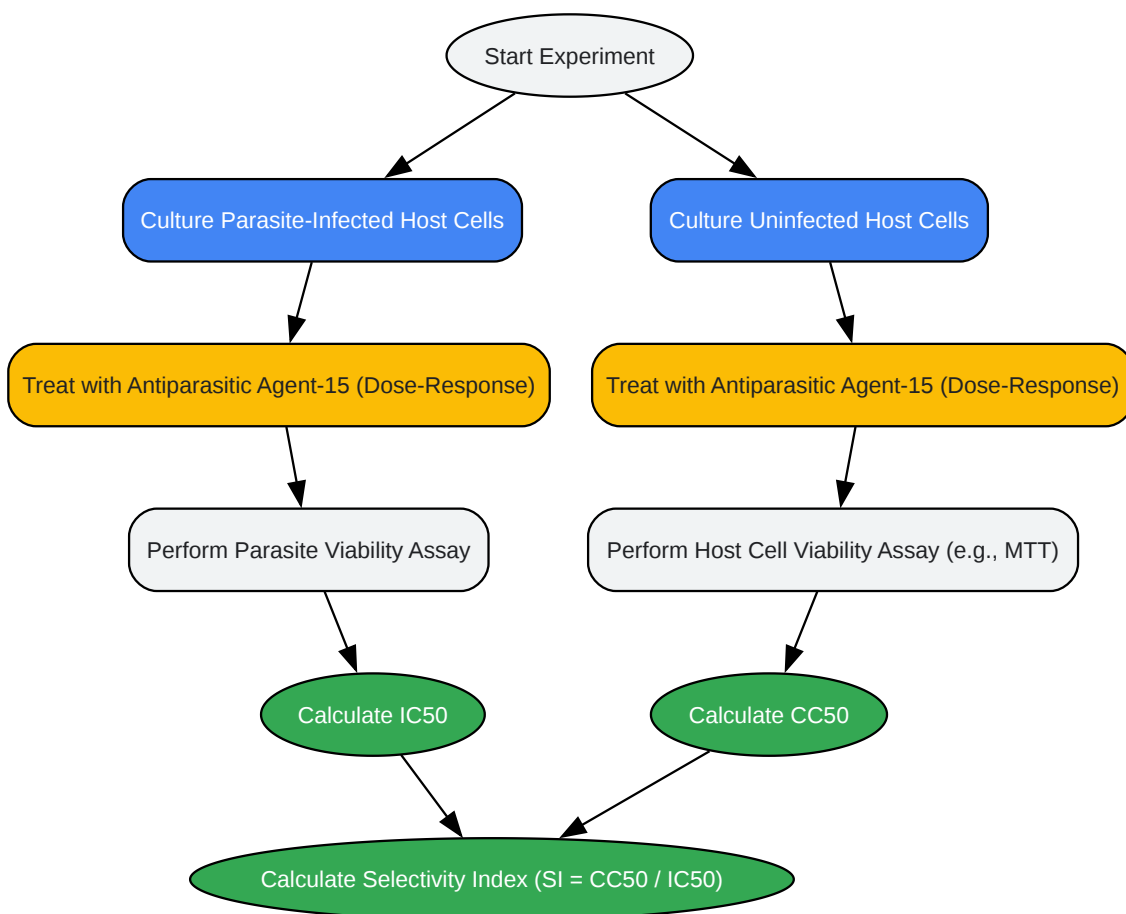 Start Experiment
Culture Parasite-Infected Host Cells
Culture Uninfected Host Cells
Treat with Antiparasitic Agent-15 (Dose-Response)
Treat with Antiparasitic Agent-15 (Dose-Response)
Perform Parasite Viability Assay
Perform Host Cell Viability Assay (e.g., MTT)
Calculate IC50
Calculate CC50
Calculate Selectivity Index (SI = CC50 / IC50)